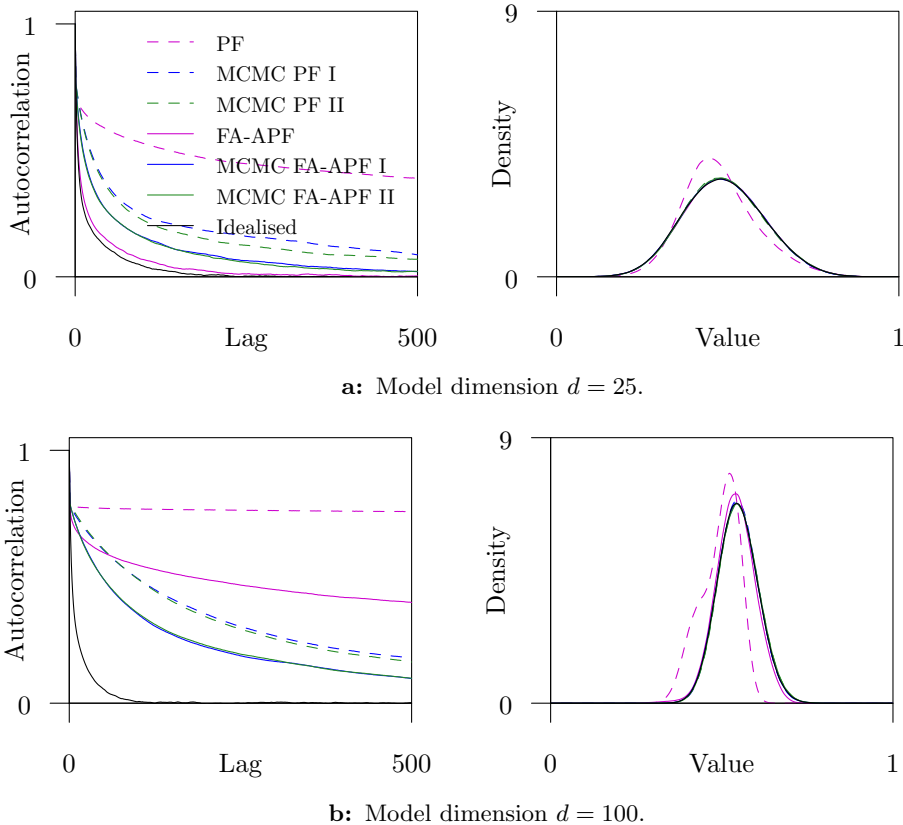 1
0
Autocorrelation
PF
MCMC PF I
MCMC PF II
FA-APF
MCMC FA-APF I
MCMC FA-APF II
Idealised
0
Lag
500
9
0
Density
0
Value
1
a: Model dimension d = 25.
1
0
Autocorrelation
0
Lag
500
9
0
Density
0
Value
1
b: Model dimension d = 100.